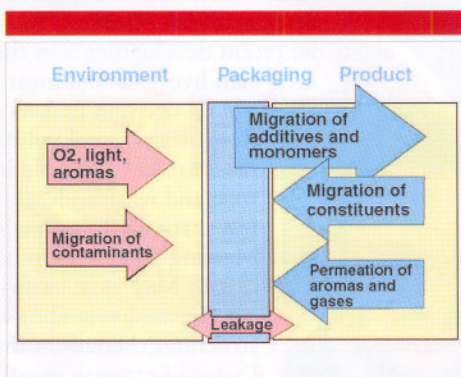 Environment Packaging Product
O2, light,
aromas
Migration of
contaminants
Migration of
additives and
monomers
Migration of
constituents
Permeation of
aromas and
gases
Leakage